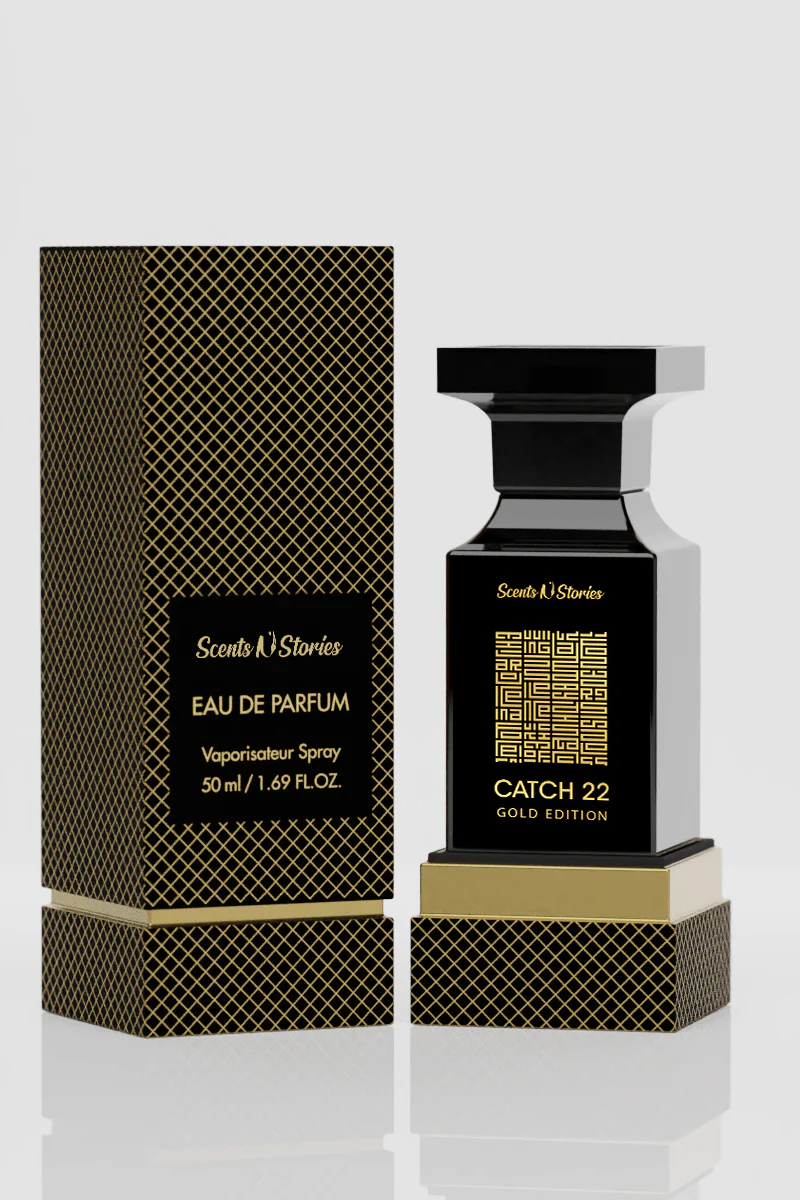 Scents N Stories
EAU DE PARFUM
Vaporisateur Spray
50 ml / 1.69 FL.OZ.
Scents N Stories
CATCH 22
GOLD EDITION